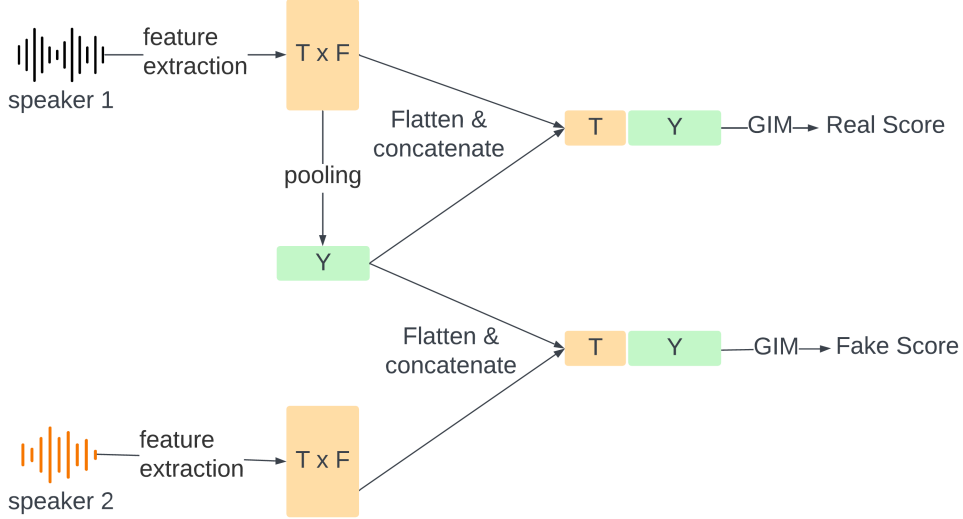 feature
extraction
T x F
speaker 1
Flatten &
concatenate
T
Y
GIM
Real Score
pooling
Y
Flatten &
concatenate
T
Y
GIM
Fake Score
feature
extraction
T x F
speaker 2